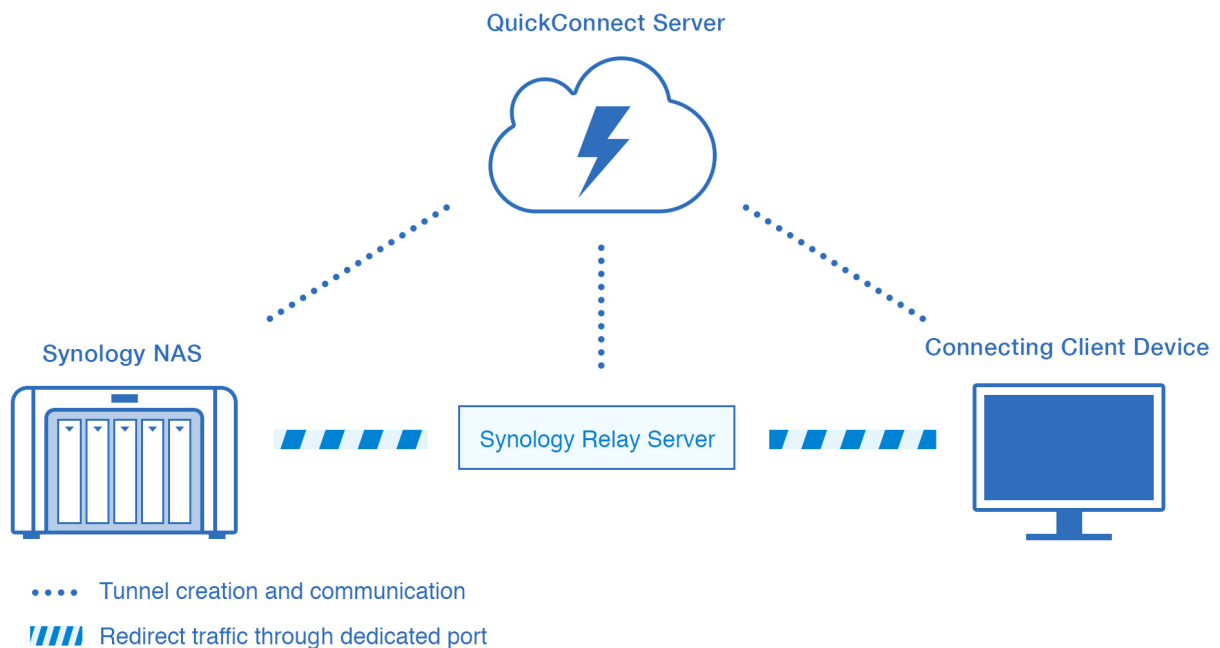 QuickConnect Server
Synology NAS
Connecting Client Device
Synology Relay Server
Tunnel creation and communication
Redirect traffic through dedicated port